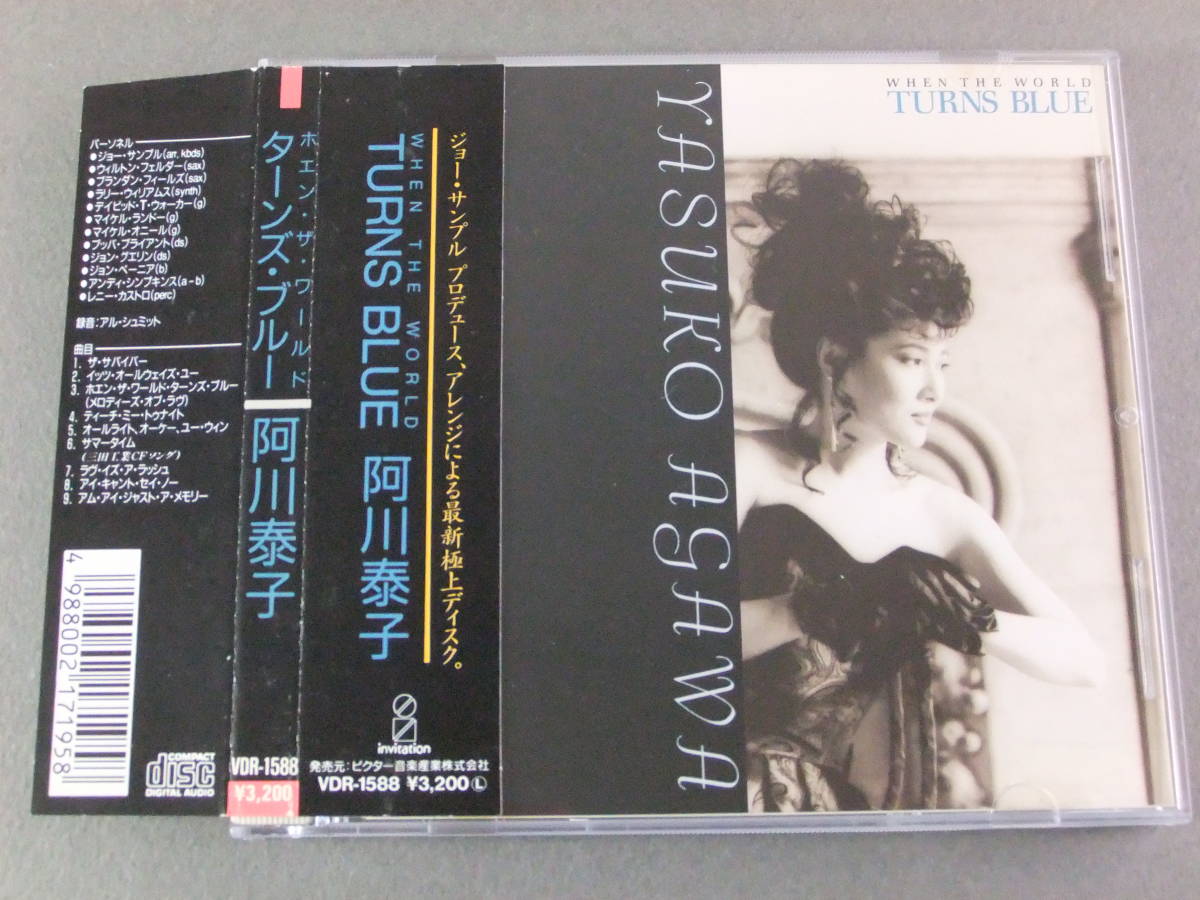 パーソネル
●ジョー・サンプル(arr, kbds)
●ウィルトン・フェルダー(sax)
●ブランダン・フィールズ(sax)
●ラリー・ウィリアムス(synth)
●デイビッド・T・ウォーカー(g)
●マイケル・ランドー(g)
●マイケル・オニール(g)
●ブッバ・ブライアント(ds)
●ジョン・グエリン(ds)
●ジョン・ペーニア(b)
●アンディ・シンプキンス(a-b)
●レニー・カストロ(perc)
録音:アル・シュミット
曲目
1. ザ・サバイバー
2. イッツ・オールウェイズ・ユー
3. ホエン・ザ・ワールド・ターンズ・ブルー
(メロディーズ・オブ・ラヴ)
4. ティーチ・ミー・トゥナイト
5. オールライト、オーケー、ユー・ウィン
6. サマータイム
(三田工業CFソング)
7. ラヴ・イズ・ア・ラッシュ
8. アイ・キャント・セイ・ノー
9. アム・アイ・ジャスト・ア・メモリー
4 988002 171958
COMPACT
disc
DIGITAL AUDIO
ホエン・ザ・ワールド
ターンズ・ブルー
阿川泰子
VDR-1588
¥3,200
ジョー・サンプル プロデュース、アレンジによる最新極上ディスク。
WHEN THE WORLD
TURNS BLUE 阿川泰子
invitation
発売元:ビクター音楽産業株式会社
VDR-1588 ¥3,200 Ⓛ
YASUKO AGAWA
WHEN THE WORLD
TURNS BLUE